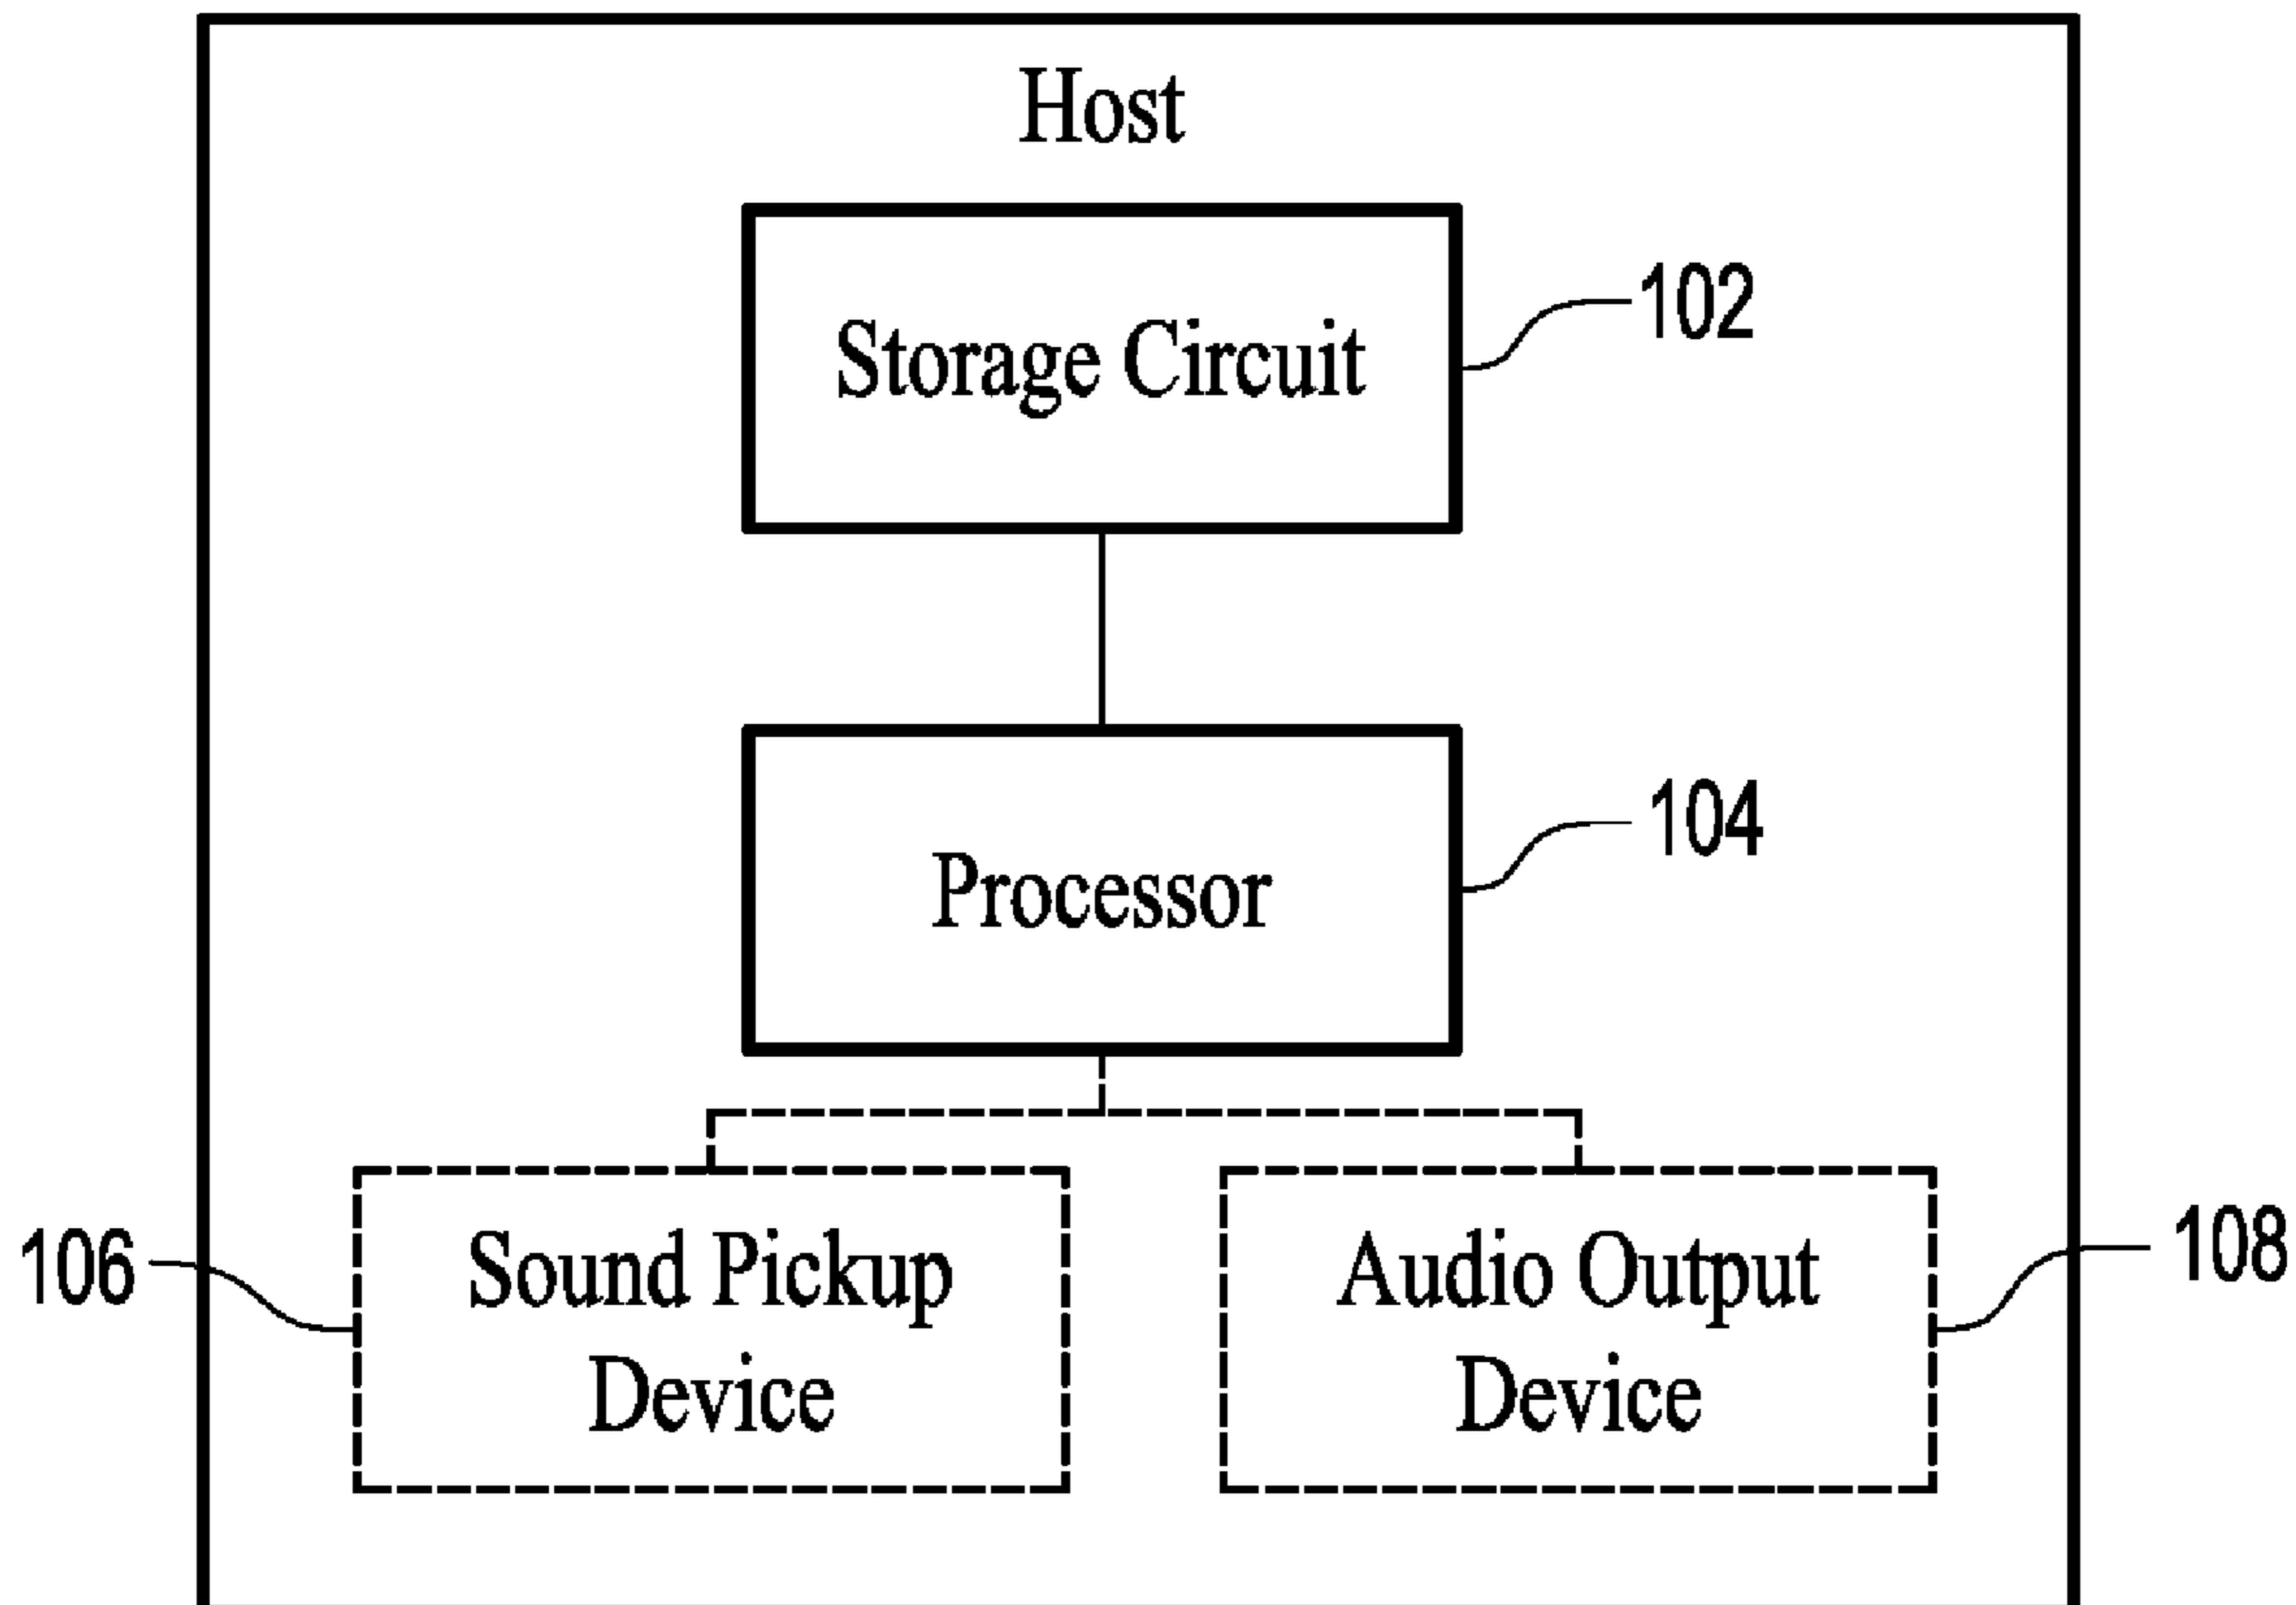 Host
Storage Circuit
102
Processor
104
106
Sound Pickup
Device
Audio Output
Device
108